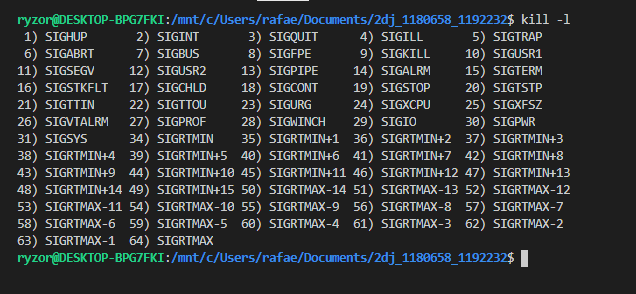 ryzor@DESKTOP-BPG7FKI:/mnt/c/Users/rafae/Documents/2dj_1180658_1192232$ kill -l
1) SIGHUP 2) SIGINT 3) SIGQUIT 4) SIGILL 5) SIGTRAP
6) SIGABRT 7) SIGBUS 8) SIGFPE 9) SIGKILL 10) SIGUSR1
11) SIGSEGV 12) SIGUSR2 13) SIGPIPE 14) SIGALRM 15) SIGTERM
16) SIGSTKFLT 17) SIGCHLD 18) SIGCONT 19) SIGSTOP 20) SIGTSTP
21) SIGTTIN 22) SIGTTOU 23) SIGURG 24) SIGXCPU 25) SIGXFSZ
26) SIGVTALRM 27) SIGPROF 28) SIGWINCH 29) SIGIO 30) SIGPWR
31) SIGSYS 34) SIGRTMIN 35) SIGRTMIN+1 36) SIGRTMIN+2 37) SIGRTMIN+3
38) SIGRTMIN+4 39) SIGRTMIN+5 40) SIGRTMIN+6 41) SIGRTMIN+7 42) SIGRTMIN+8
43) SIGRTMIN+9 44) SIGRTMIN+10 45) SIGRTMIN+11 46) SIGRTMIN+12 47) SIGRTMIN+13
48) SIGRTMIN+14 49) SIGRTMIN+15 50) SIGRTMAX-14 51) SIGRTMAX-13 52) SIGRTMAX-12
53) SIGRTMAX-11 54) SIGRTMAX-10 55) SIGRTMAX-9 56) SIGRTMAX-8 57) SIGRTMAX-7
58) SIGRTMAX-6 59) SIGRTMAX-5 60) SIGRTMAX-4 61) SIGRTMAX-3 62) SIGRTMAX-2
63) SIGRTMAX-1 64) SIGRTMAX
ryzor@DESKTOP-BPG7FKI:/mnt/c/Users/rafae/Documents/2dj_1180658_1192232$